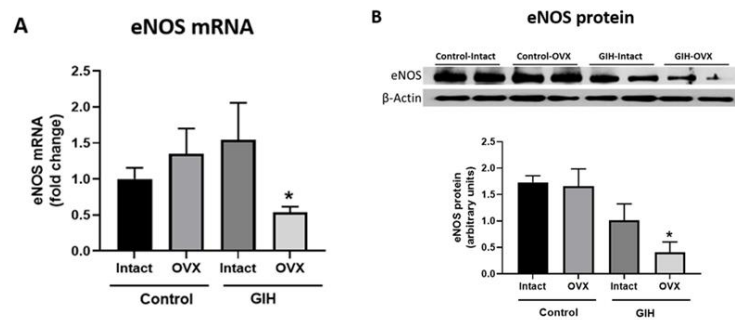 A
eNOS mRNA
eNOS mRNA
(fold change)
2.5
2.0
1.5
1.0
0.5
0.0
*
Intact OVX Intact OVX
Control GIH
B
eNOS protein
Control-Intact Control-OVX GIH-Intact GIH-OVX
eNOS
β-Actin
eNOS protein
(arbitrary units)
2.5
2.0
1.5
1.0
0.5
0.0
*
Intact OVX Intact OVX
Control GIH